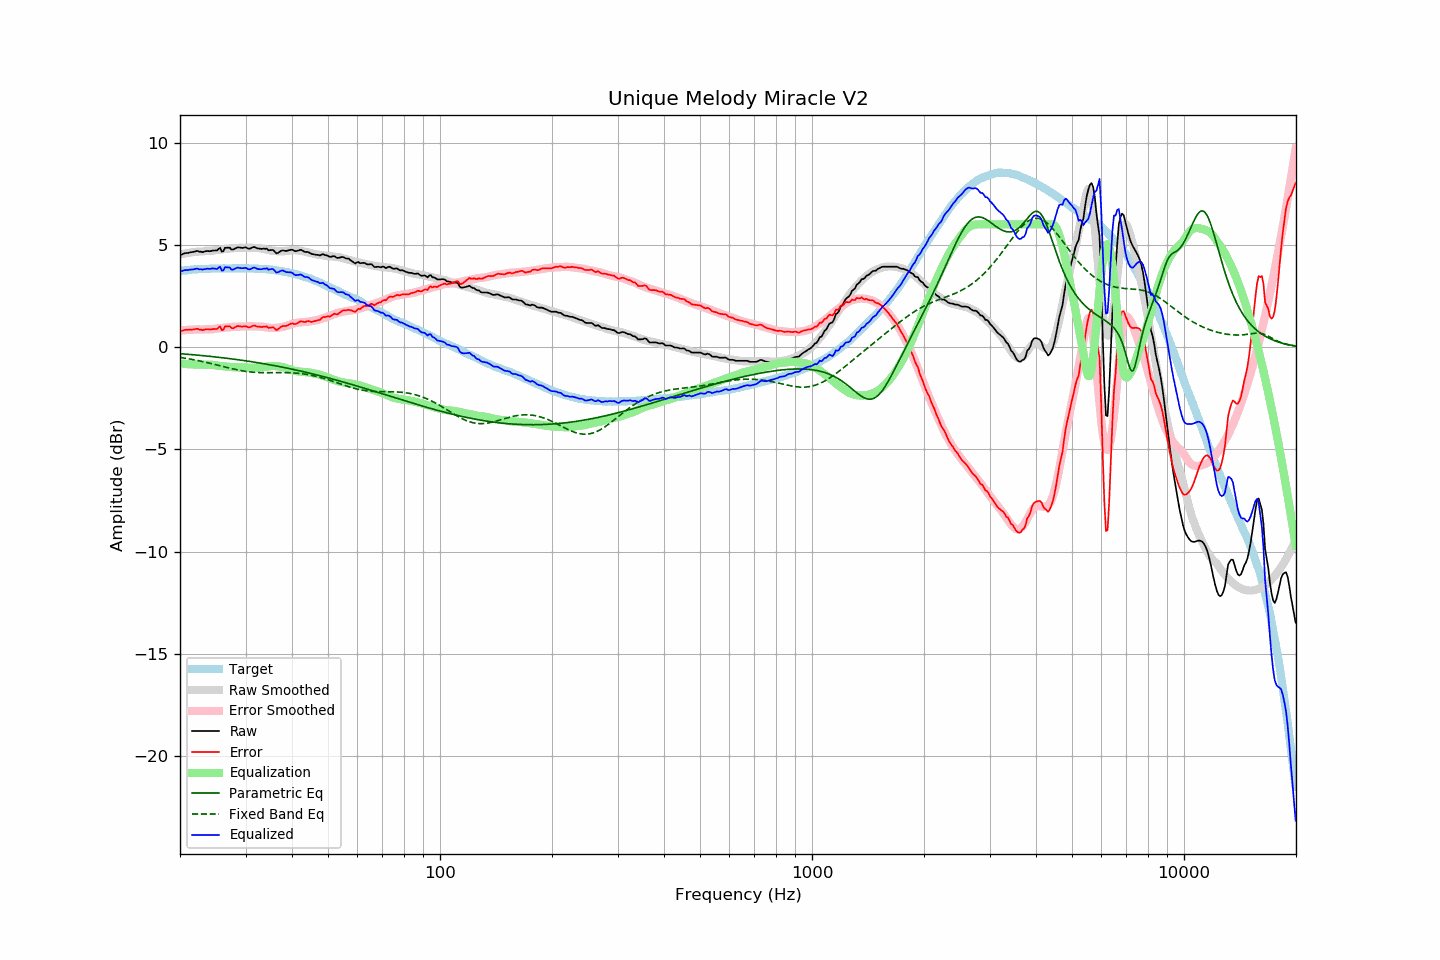 Unique Melody Miracle V2
10
5
0
−5
−10
−15
−20
Amplitude (dBr)
Target
Raw Smoothed
Error Smoothed
Raw
Error
Equalization
Parametric Eq
Fixed Band Eq
Equalized
100
1000
10000
Frequency (Hz)